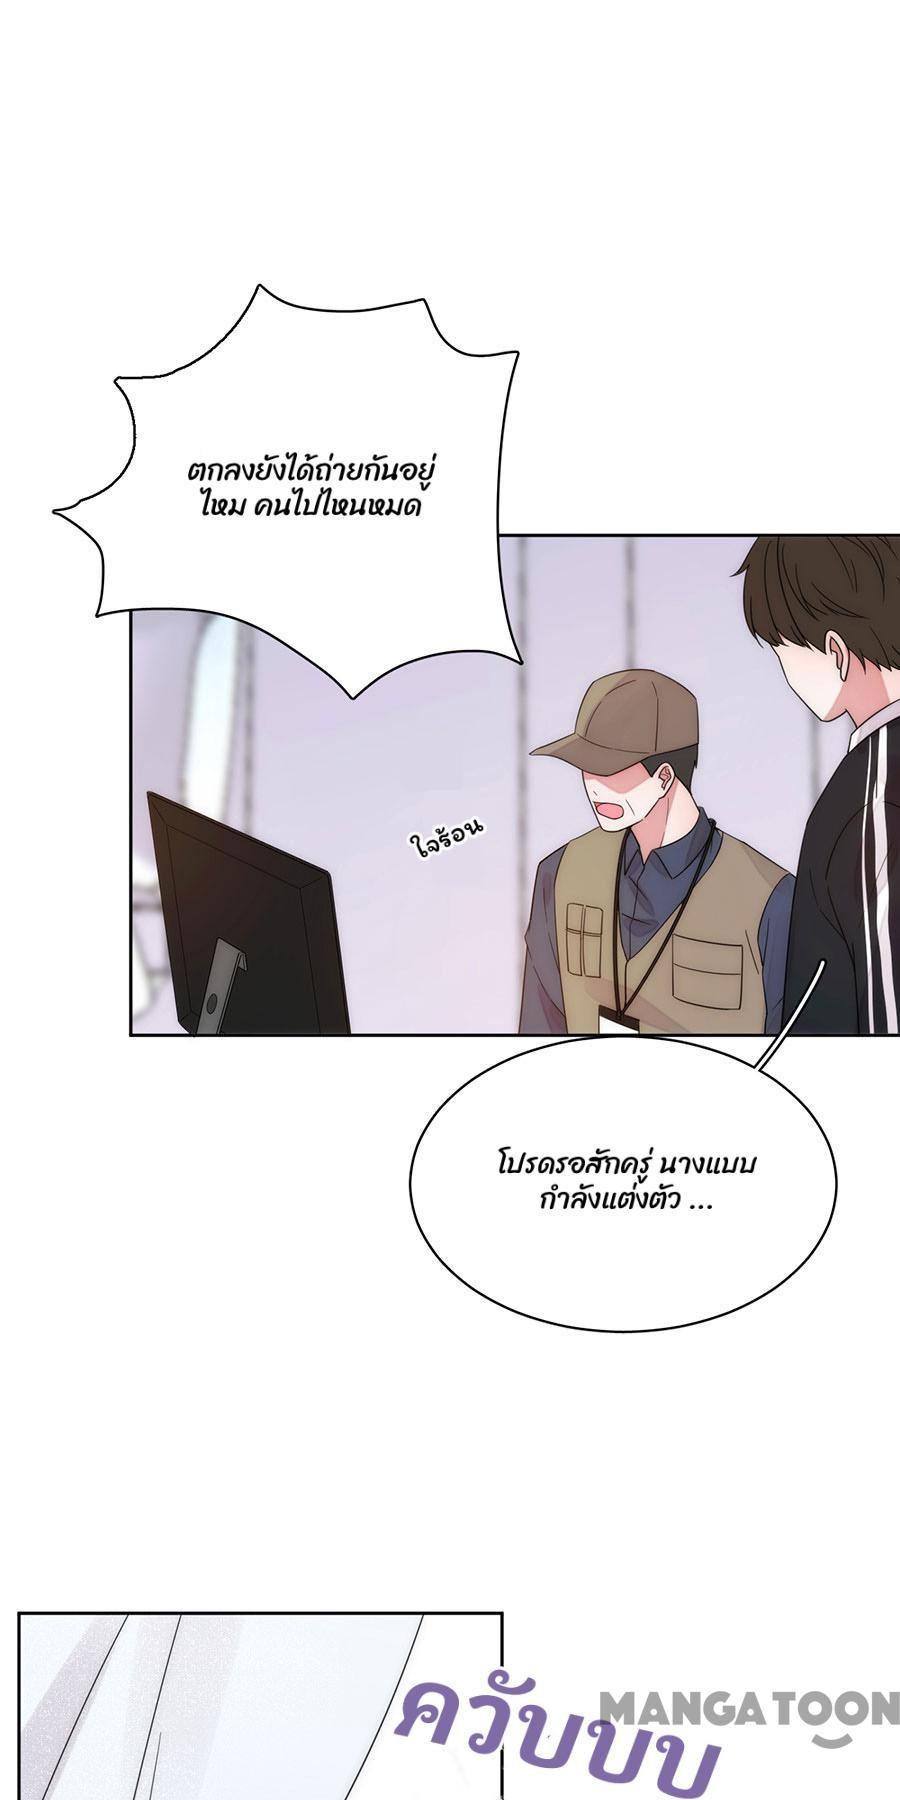 ตกลงยังได้ถ่ายกันอยู่
ไหม คนไปไหนหมด
ใจร้อน
โปรดรอสักครู่ นางแบบ
กำลังแต่งตัว ...
ควับบบ
MANGATOON